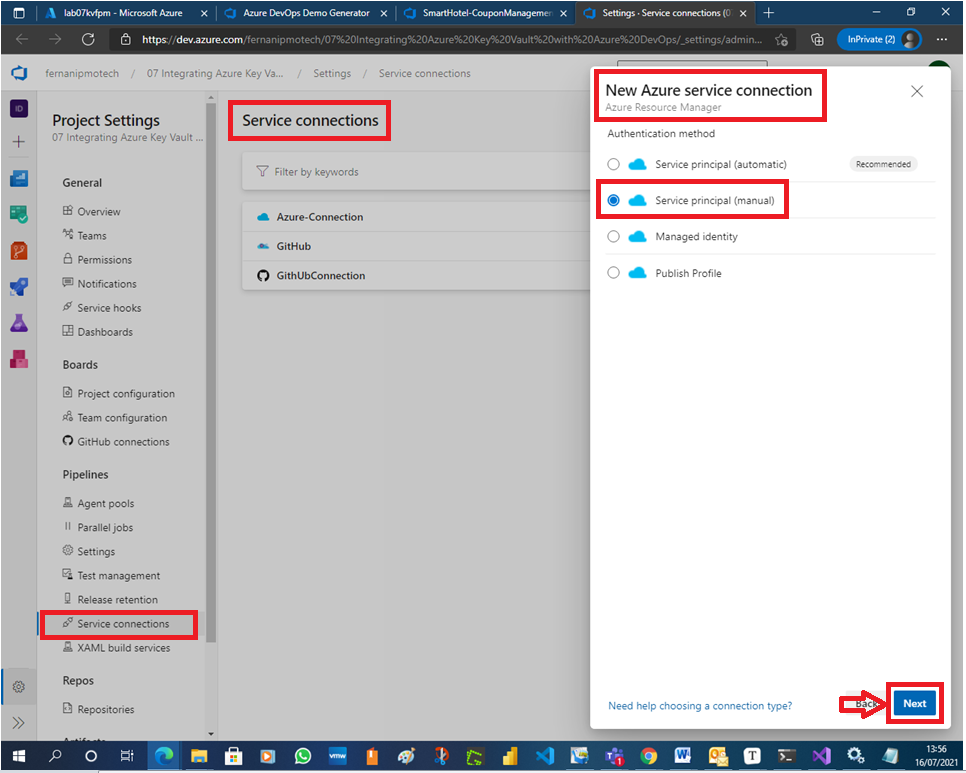 lab07kvfpm - Microsoft Azure
Azure DevOps Demo Generator
SmartHotel-CouponManagemen
Settings · Service connections (07
https://dev.azure.com/fernanipmotech/07%20Integrating%20Azure%20Key%20Vault%20with%20Azure%20DevOps/_settings/admin...
InPrivate (2)
fernanipmotech / 07 Integrating Azure Key Va... / Settings / Service connections
ID
Project Settings
07 Integrating Azure Key Vault ...
General
Overview
Teams
Permissions
Notifications
Service hooks
Dashboards
Boards
Project configuration
Team configuration
GitHub connections
Pipelines
Agent pools
Parallel jobs
Settings
Test management
Release retention
Service connections
XAML build services
Repos
Repositories
Service connections
Filter by keywords
Azure-Connection
GitHub
GithUbConnection
New Azure service connection
Azure Resource Manager
Authentication method
Service principal (automatic)
Recommended
Service principal (manual)
Managed identity
Publish Profile
Need help choosing a connection type?
Back
Next
vmw
1
13:56
16/07/2021